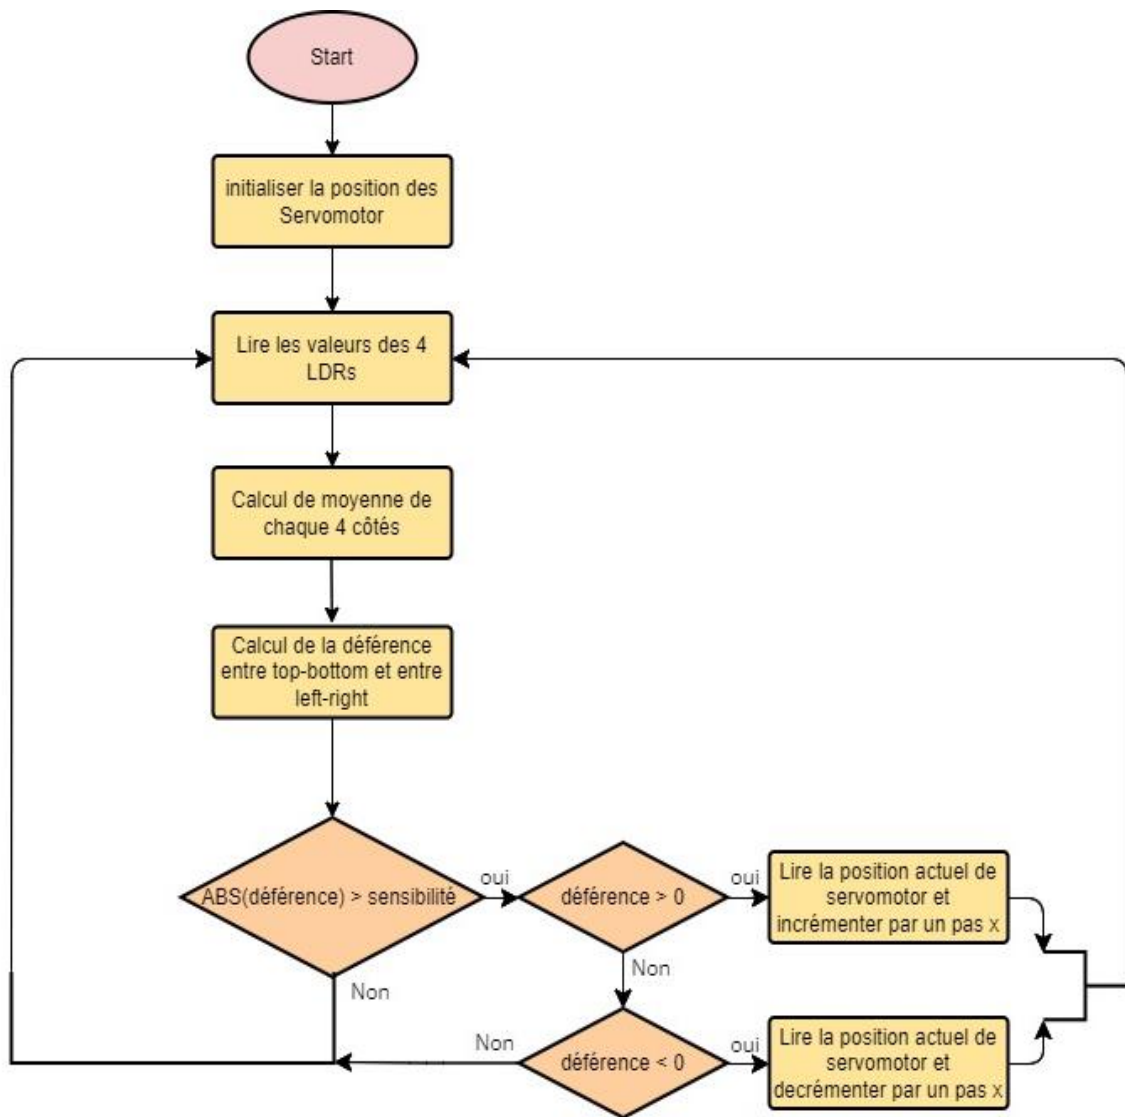 Start
initialiser la position des
Servomotor
Lire les valeurs des 4
LDRs
Calcul de moyenne de
chaque 4 côtés
Calcul de la déférence
entre top-bottom et entre
left-right
ABS(déférence) > sensibilité
oui
déférence > 0
oui
Lire la position actuel de
servomotor et
incrémenter par un pas x
Non
Non
Non
déférence < 0
oui
Lire la position actuel de
servomotor et
decrémenter par un pas x